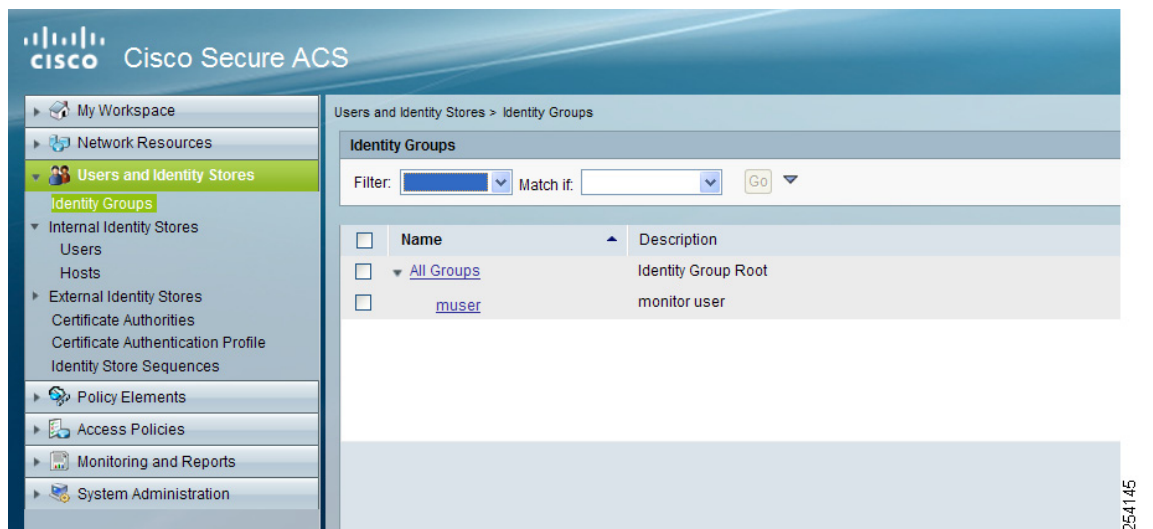 CISCO Cisco Secure ACS
My Workspace
Network Resources
Users and Identity Stores
Identity Groups
Internal Identity Stores
Users
Hosts
External Identity Stores
Certificate Authorities
Certificate Authentication Profile
Identity Store Sequences
Policy Elements
Access Policies
Monitoring and Reports
System Administration
Users and Identity Stores > Identity Groups
Identity Groups
Filter: Match if: Go
Name Description
All Groups Identity Group Root
muser monitor user
254145